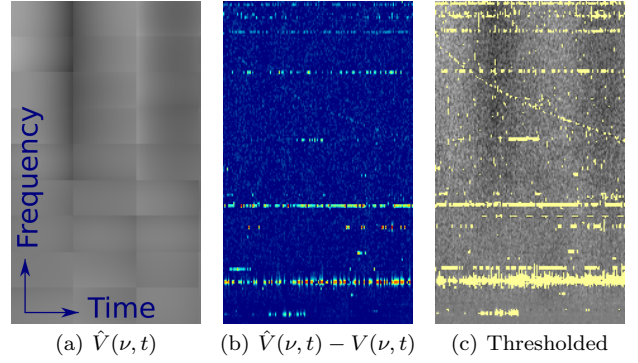 Frequency
Time
(a) V̂(ν, t)
(b) V̂(ν, t) − V(ν, t)
(c) Thresholded